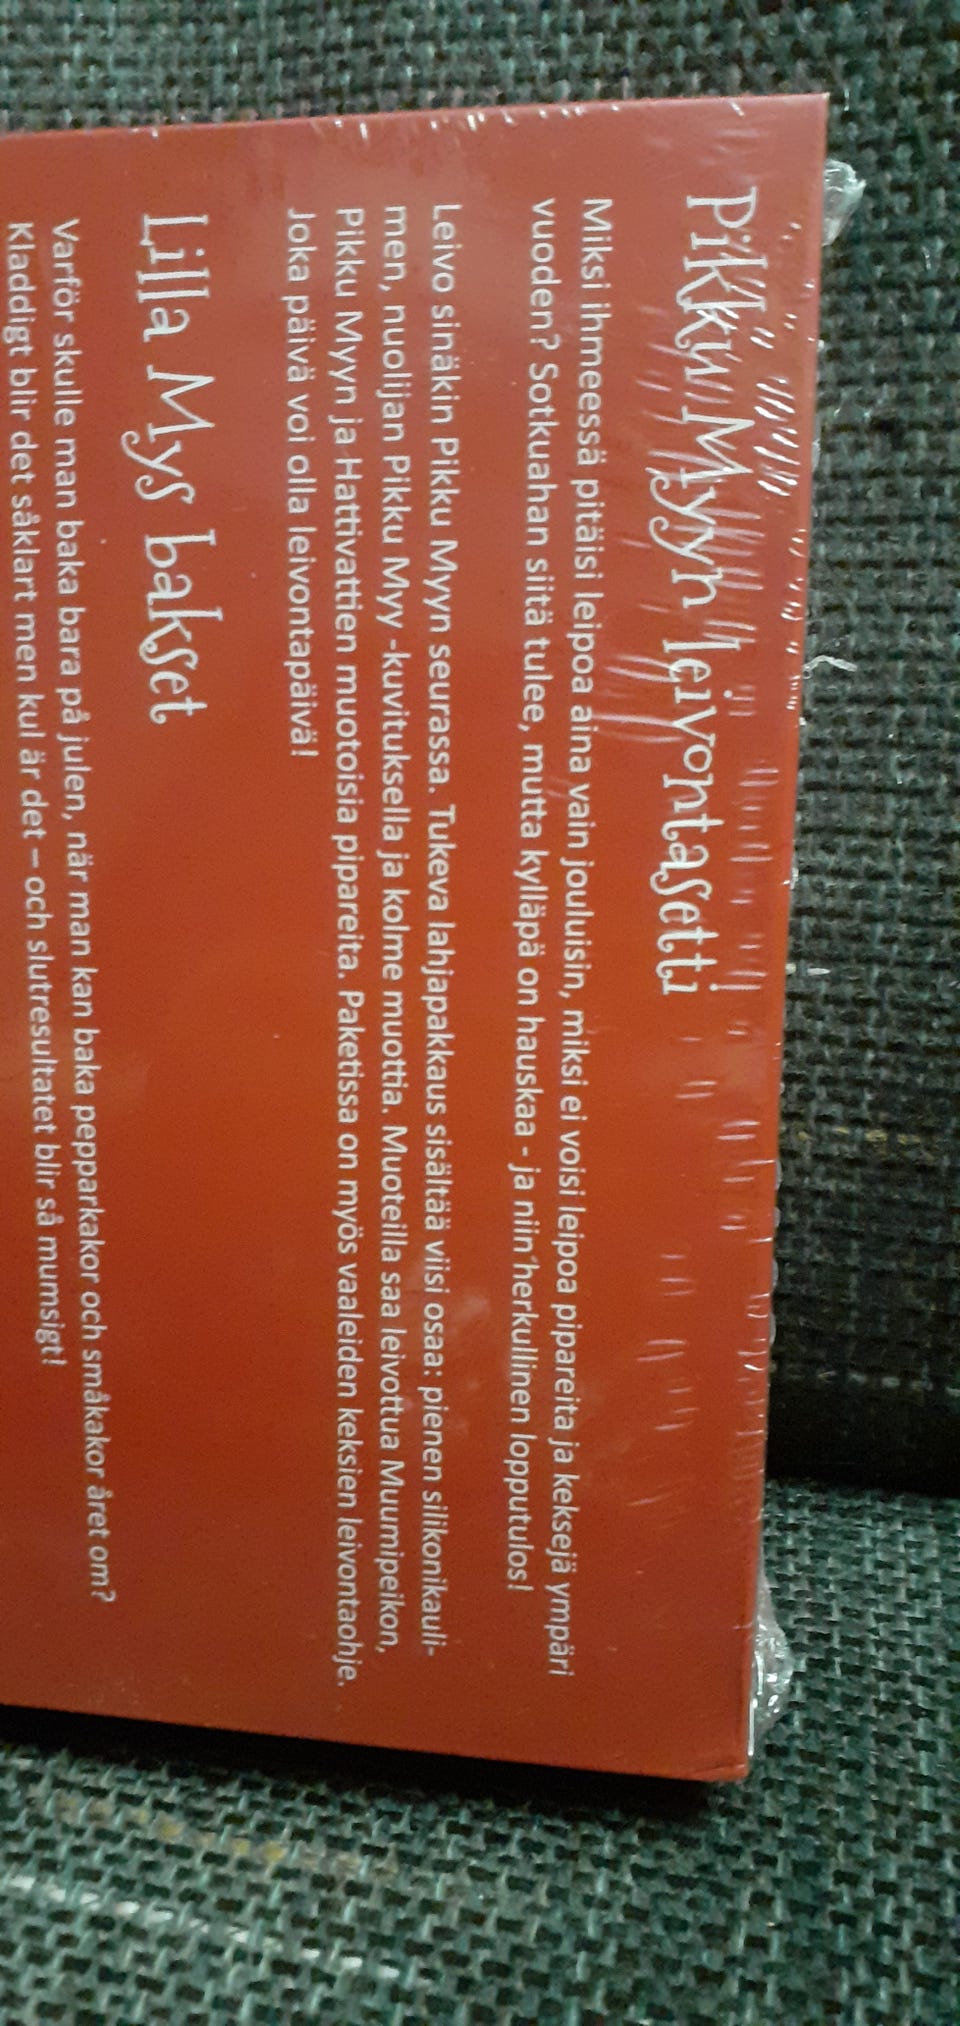 Pikku Myyn leivontasetti
Miksi ihmeessä pitäisi leipoa aina vain jouluisin, miksi ei voisi leipoa pipareita ja keksejä ympäri
vuoden? Sotkuahan siitä tulee, mutta kylläpä on hauskaa - ja niin herkullinen lopputulos!
Leivo sinäkin Pikku Myyn seurassa. Tukeva lahjapakkaus sisältää viisi osaa: pienen silikonikauli-
men, nuolijan Pikku Myy -kuvituksella ja kolme muottia. Muoteilla saa leivottua Muumipeikon,
Pikku Myyn ja Hattivattien muotoisia pipareita. Paketissa on myös vaaleiden keksien leivontaohje.
Joka päivä voi olla leivontapäivä!
Lilla Mys bakset
Varför skulle man baka bara på julen, när man kan baka pepparkakor och småkakor året om?
Kladdigt blir det såklart men kul är det – och slutresultatet blir så mumsigt!